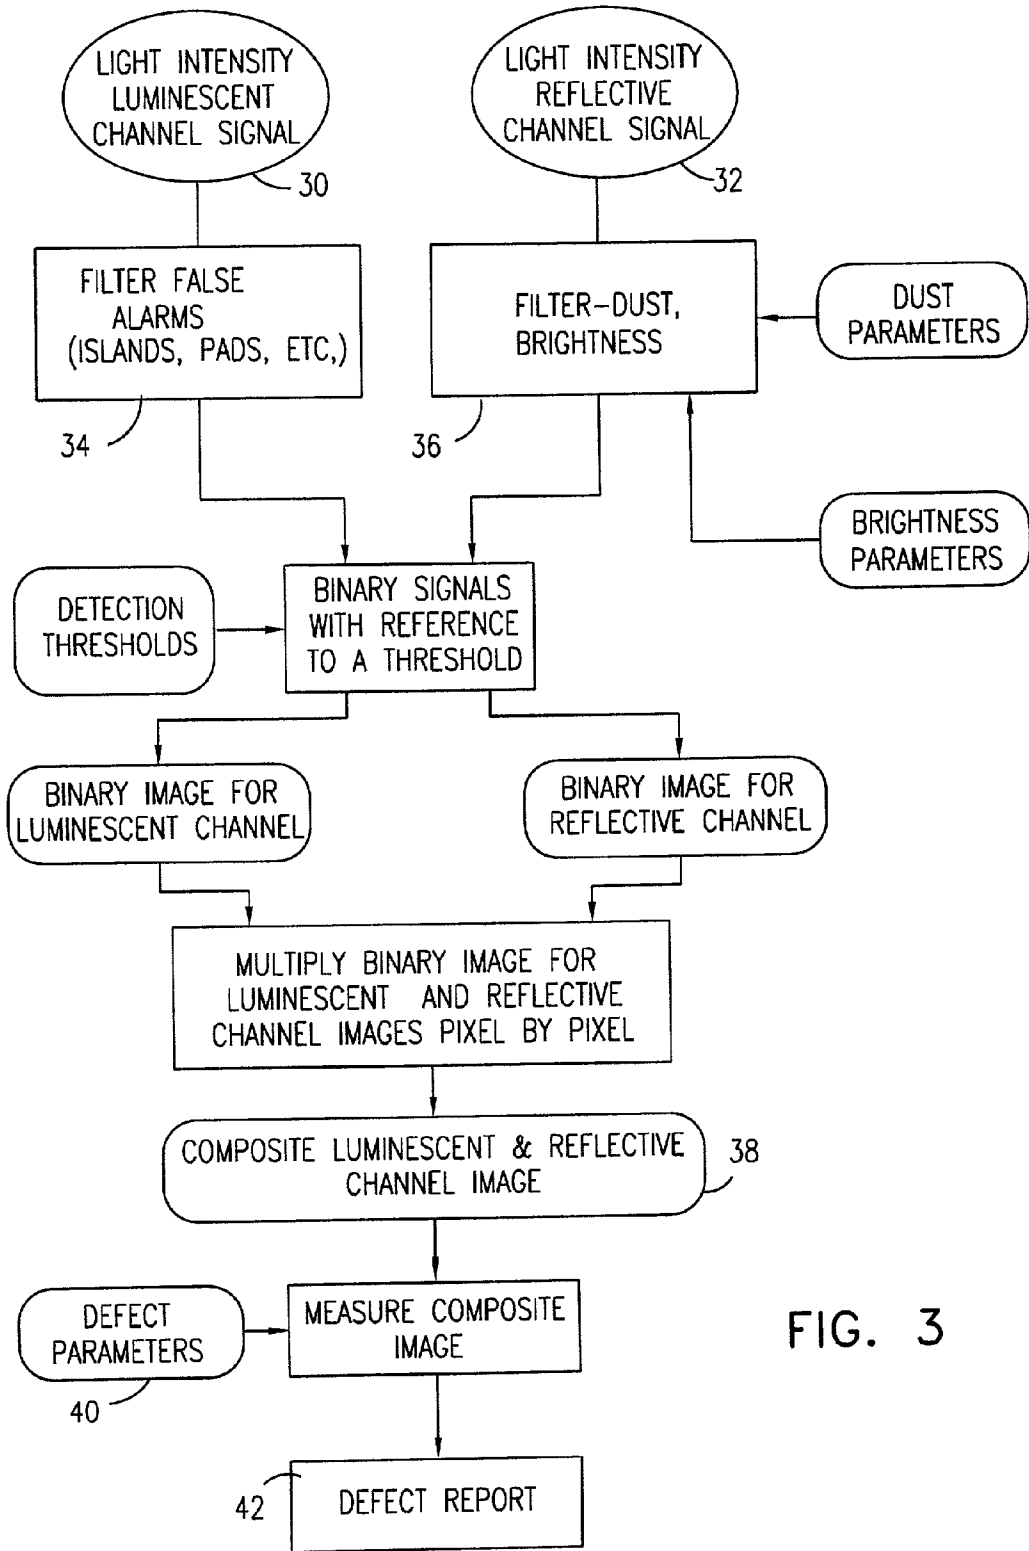 LIGHT INTENSITY
LUMINESCENT
CHANNEL SIGNAL
30
LIGHT INTENSITY
REFLECTIVE
CHANNEL SIGNAL
32
FILTER FALSE
ALARMS
(ISLANDS, PADS, ETC,)
34
FILTER-DUST,
BRIGHTNESS
36
DUST
PARAMETERS
BRIGHTNESS
PARAMETERS
DETECTION
THRESHOLDS
BINARY SIGNALS
WITH REFERENCE
TO A THRESHOLD
BINARY IMAGE FOR
LUMINESCENT CHANNEL
BINARY IMAGE FOR
REFLECTIVE CHANNEL
MULTIPLY BINARY IMAGE FOR
LUMINESCENT AND REFLECTIVE
CHANNEL IMAGES PIXEL BY PIXEL
COMPOSITE LUMINESCENT & REFLECTIVE
CHANNEL IMAGE
38
DEFECT
PARAMETERS
40
MEASURE COMPOSITE
IMAGE
FIG. 3
42
DEFECT REPORT